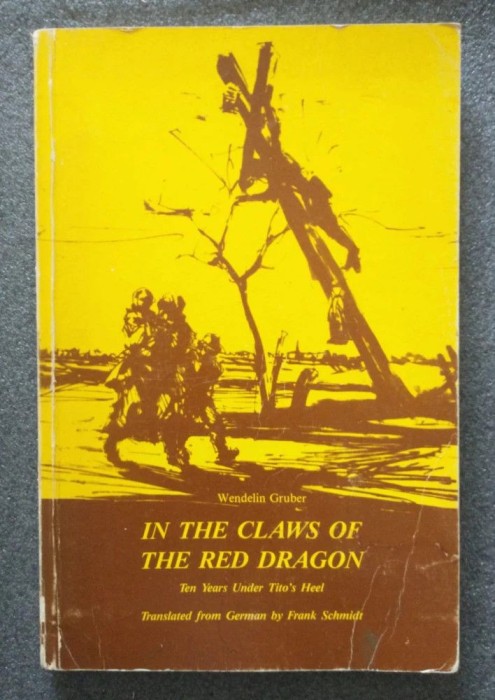 Wendelin Gruber
IN THE CLAWS OF
THE RED DRAGON
Ten Years Under Tito's Heel
Translated from German by Frank Schmidt